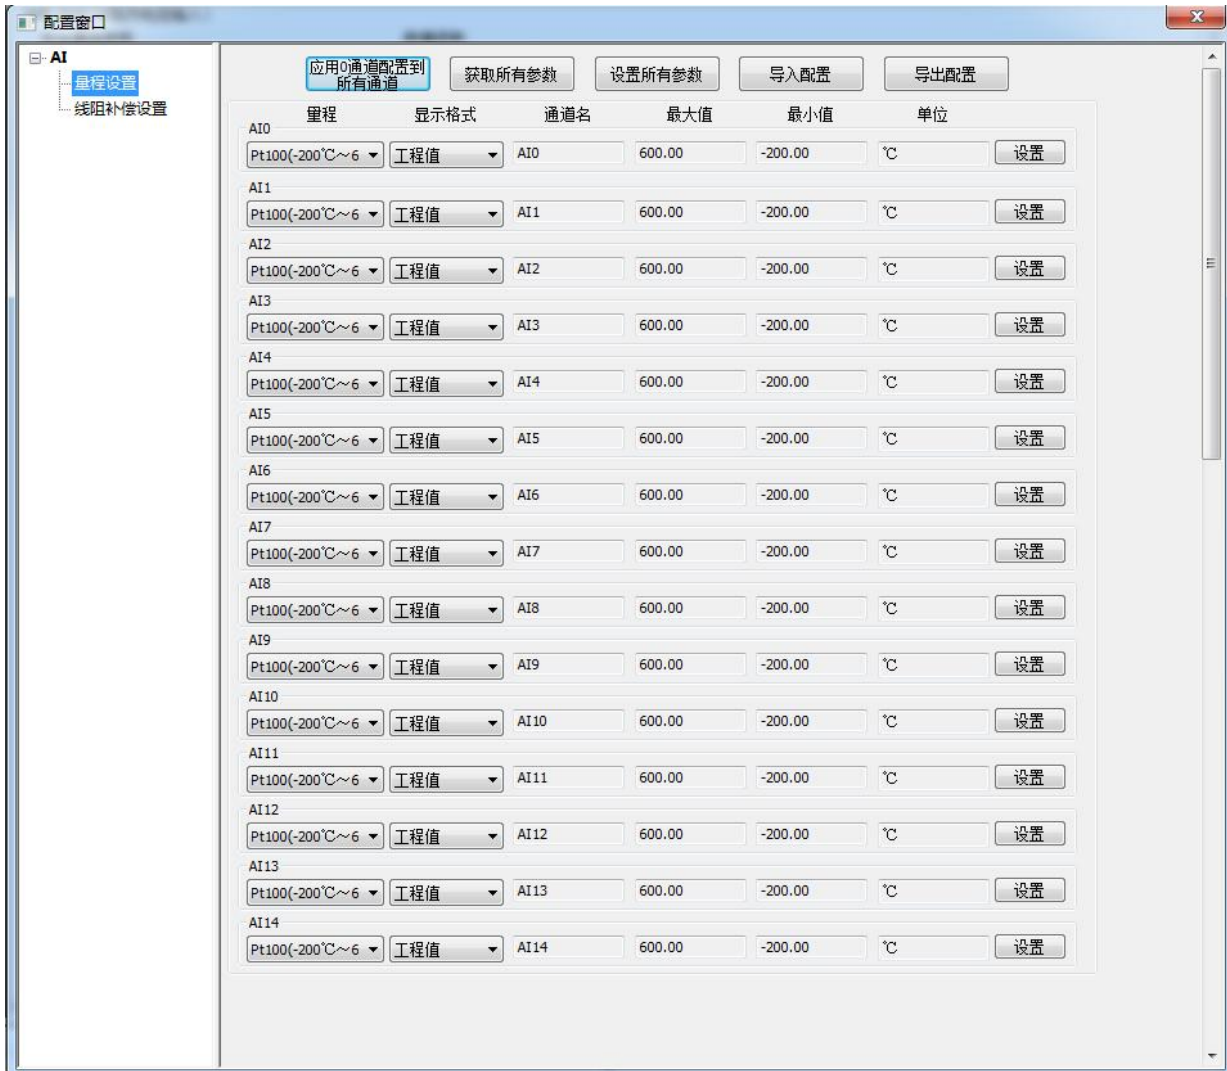 配置窗口
AI
量程设置
线阻补偿设置
应用0通道配置到
所有通道
获取所有参数
设置所有参数
导入配置
导出配置
量程 显示格式 通道名 最大值 最小值 单位
AI0
Pt100(-200℃～6 工程值 AI0 600.00 -200.00 ℃ 设置
AI1
Pt100(-200℃～6 工程值 AI1 600.00 -200.00 ℃ 设置
AI2
Pt100(-200℃～6 工程值 AI2 600.00 -200.00 ℃ 设置
AI3
Pt100(-200℃～6 工程值 AI3 600.00 -200.00 ℃ 设置
AI4
Pt100(-200℃～6 工程值 AI4 600.00 -200.00 ℃ 设置
AI5
Pt100(-200℃～6 工程值 AI5 600.00 -200.00 ℃ 设置
AI6
Pt100(-200℃～6 工程值 AI6 600.00 -200.00 ℃ 设置
AI7
Pt100(-200℃～6 工程值 AI7 600.00 -200.00 ℃ 设置
AI8
Pt100(-200℃～6 工程值 AI8 600.00 -200.00 ℃ 设置
AI9
Pt100(-200℃～6 工程值 AI9 600.00 -200.00 ℃ 设置
AI10
Pt100(-200℃～6 工程值 AI10 600.00 -200.00 ℃ 设置
AI11
Pt100(-200℃～6 工程值 AI11 600.00 -200.00 ℃ 设置
AI12
Pt100(-200℃～6 工程值 AI12 600.00 -200.00 ℃ 设置
AI13
Pt100(-200℃～6 工程值 AI13 600.00 -200.00 ℃ 设置
AI14
Pt100(-200℃～6 工程值 AI14 600.00 -200.00 ℃ 设置